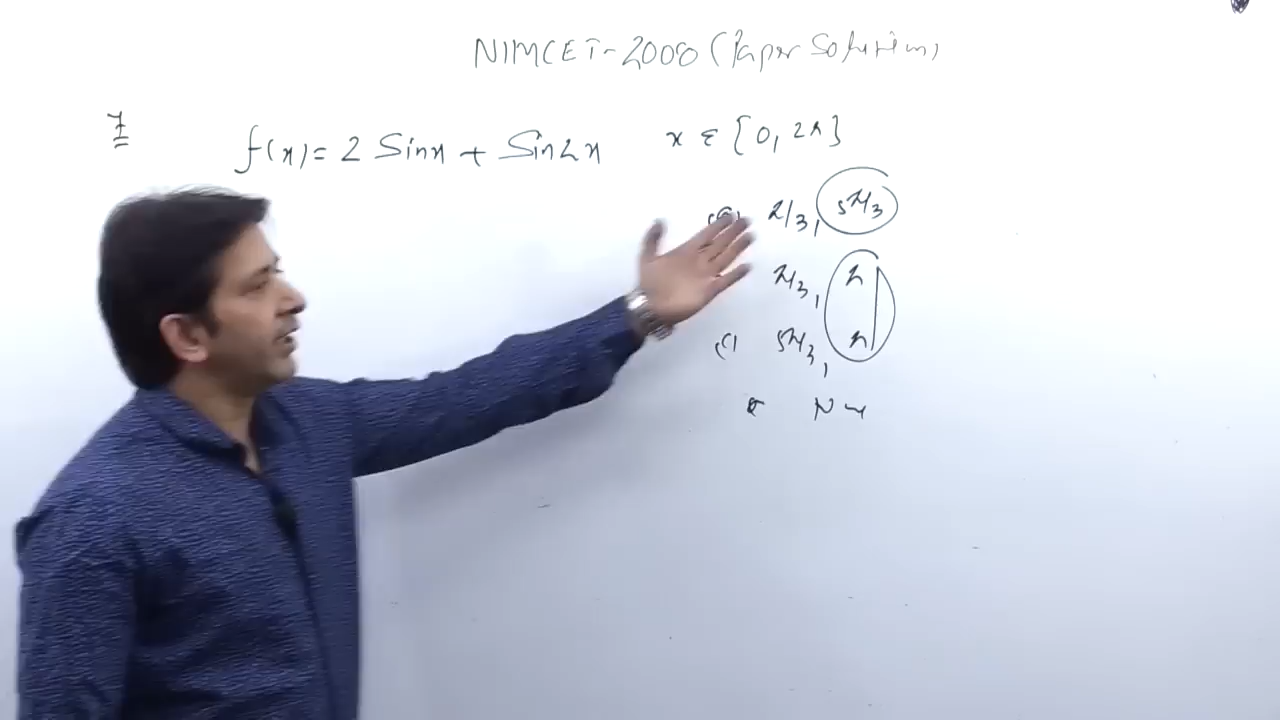 NIMCET-2008 (Paper Solution)
7
f(x) = 2 Sinx + Sin2x x ε [0, 2π]
(a) π/3, 5π/3
π/3, π
(c) 5π/3, π